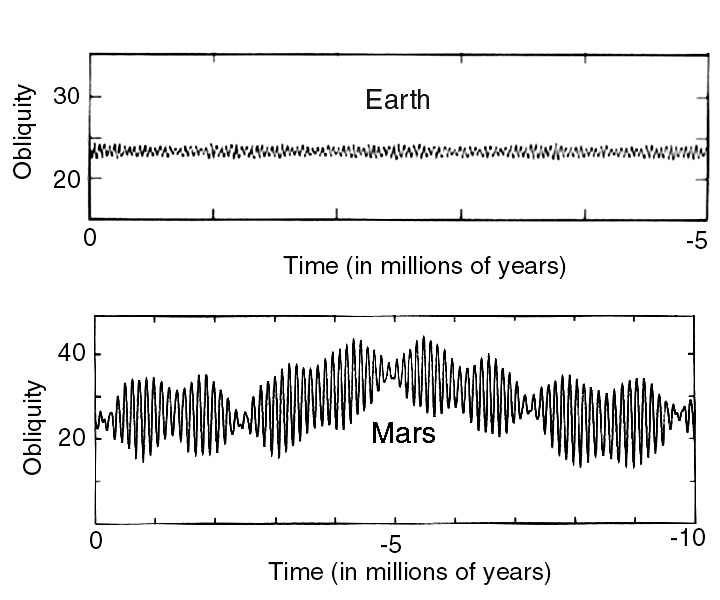 Obliquity
30
20
Earth
0
-5
Time (in millions of years)
Obliquity
40
20
Mars
0
-5
-10
Time (in millions of years)